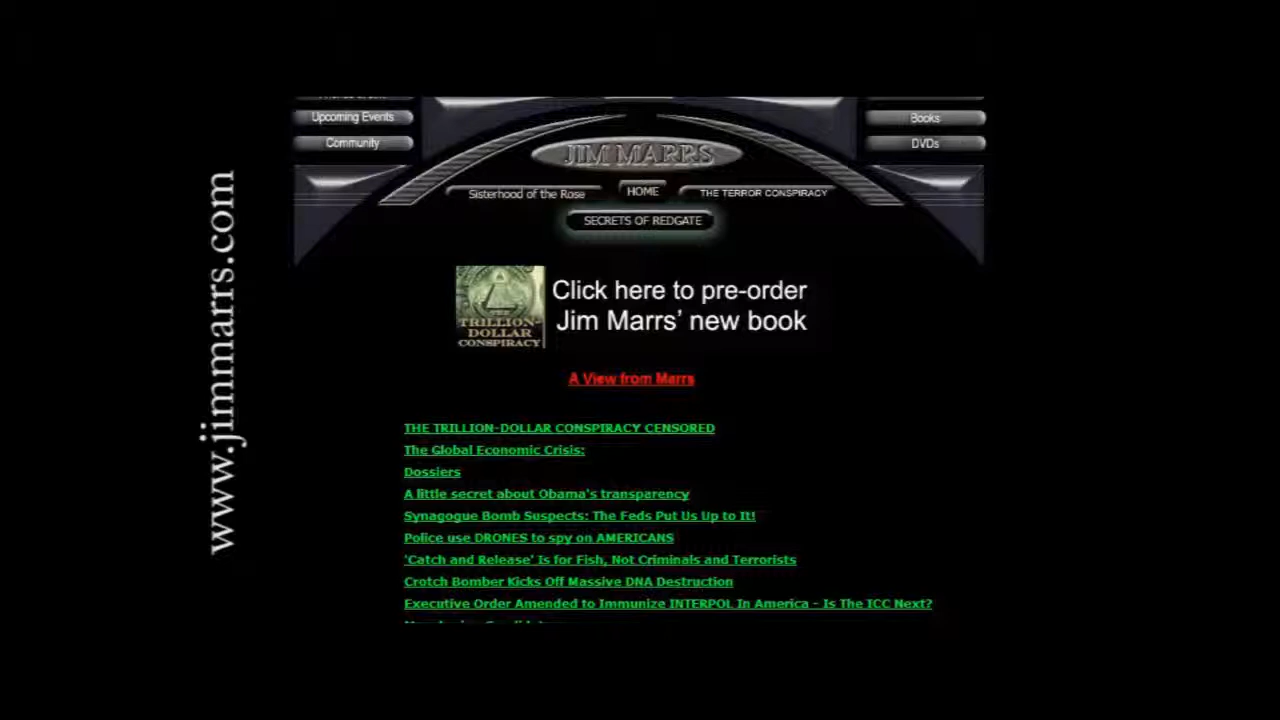 Upcoming Events
Books
Community
DVDs
JIM MARRS
Sisterhood of the Rose
HOME
THE TERROR CONSPIRACY
SECRETS OF REDGATE
THE
TRILLION-
DOLLAR
CONSPIRACY
Click here to pre-order
Jim Marrs' new book
A View from Marrs
THE TRILLION-DOLLAR CONSPIRACY CENSORED
The Global Economic Crisis:
Dossiers
A little secret about Obama's transparency
Synagogue Bomb Suspects: The Feds Put Us Up to It!
Police use DRONES to spy on AMERICANS
'Catch and Release' Is for Fish, Not Criminals and Terrorists
Crotch Bomber Kicks Off Massive DNA Destruction
Executive Order Amended to Immunize INTERPOL In America - Is The ICC Next?
www.jimmarrs.com